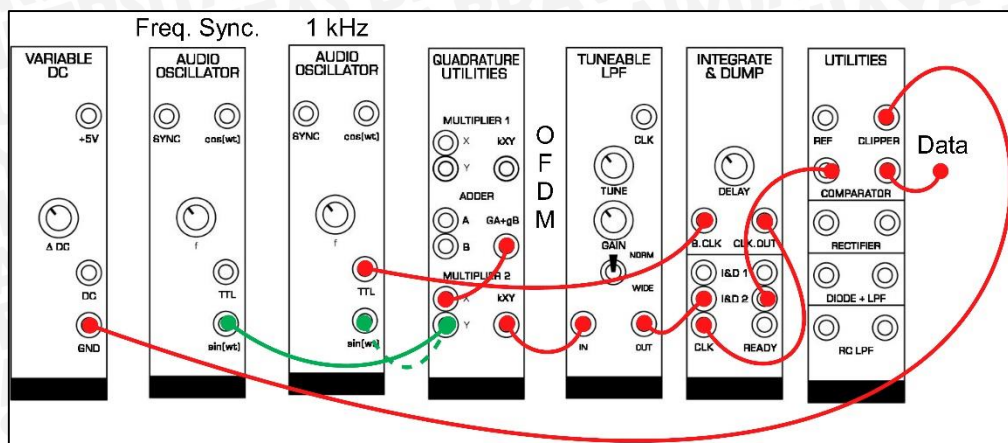 Freq. Sync.
1 kHz
VARIABLE
DC
+5V
Δ DC
DC
GND
AUDIO
OSCILLATOR
SYNC
cos(wt)
f
TTL
sin(wt)
AUDIO
OSCILLATOR
SYNC
cos(wt)
f
TTL
sin(wt)
QUADRATURE
UTILITIES
MULTIPLIER 1
X
kXY
Y
ADDER
A
GA+gB
B
MULTIPLIER 2
X
kXY
Y
O
F
D
M
TUNEABLE
LPF
CLK
TUNE
GAIN
NORM
WIDE
IN
OUT
INTEGRATE
& DUMP
DELAY
B.CLK
CLK.OUT
I&D 1
I&D 2
CLK
READY
UTILITIES
REF
CLIPPER
COMPARATOR
RECTIFIER
DIODE + LPF
RC LPF
Data